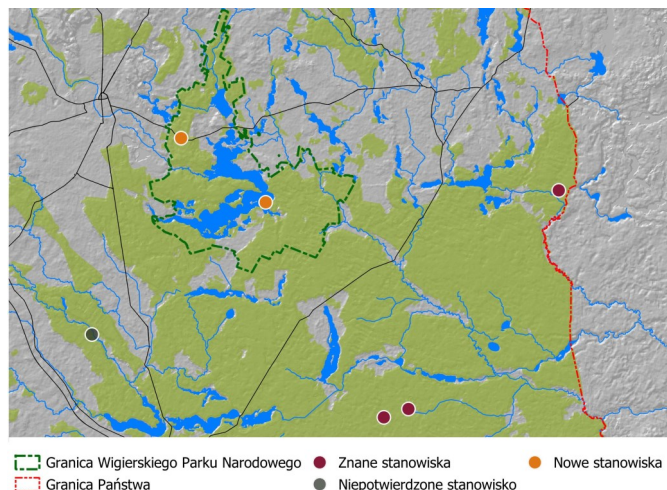 Granica Wigierskiego Parku Narodowego
Znane stanowiska
Nowe stanowiska
Granica Państwa
Niepotwierdzone stanowisko